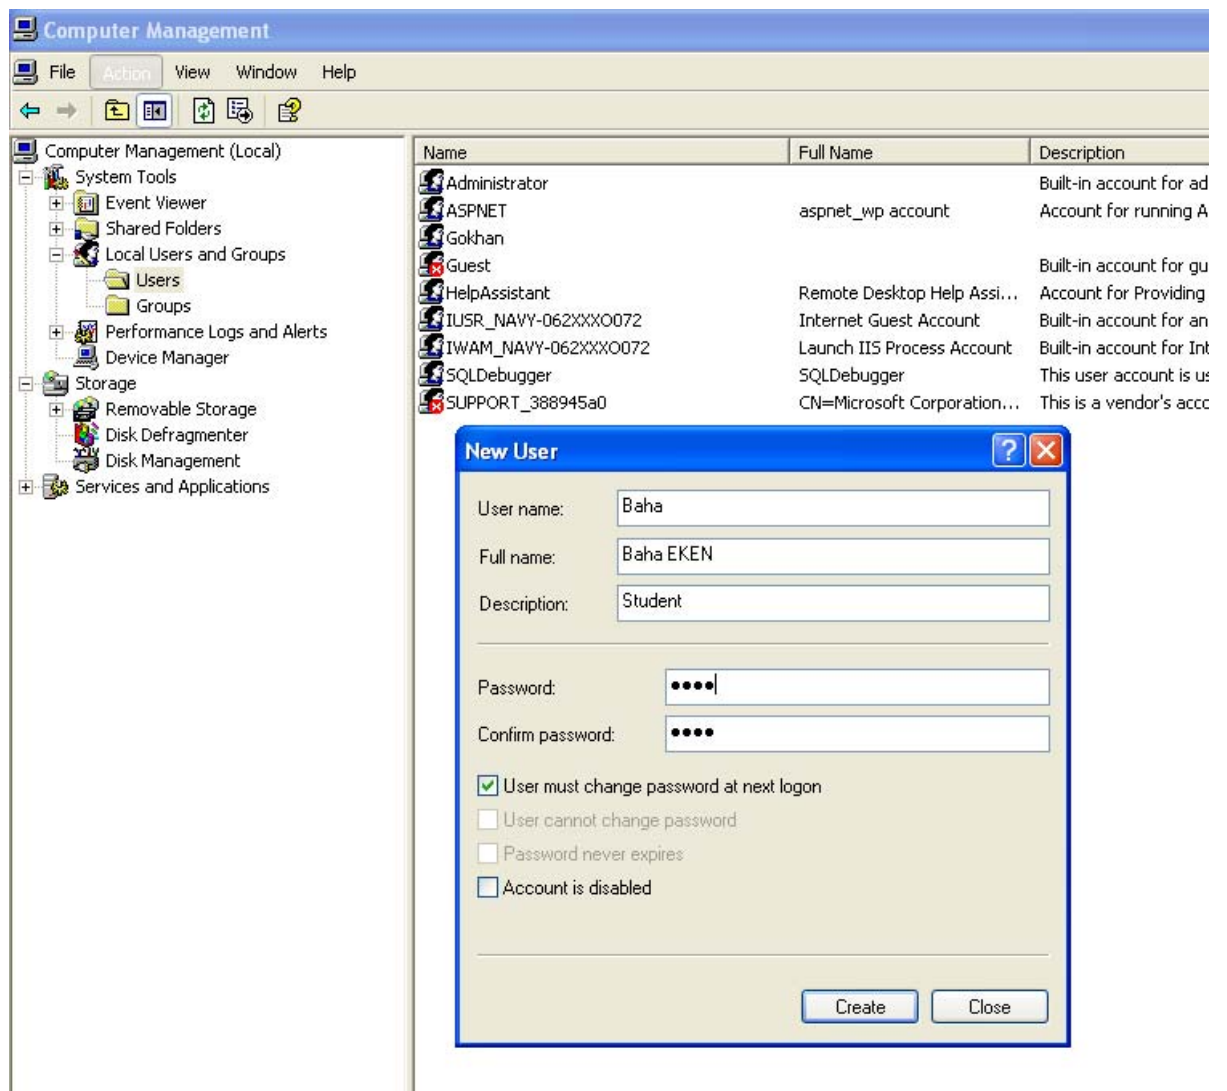 Computer Management
File Action View Window Help
Computer Management (Local)
System Tools
Event Viewer
Shared Folders
Local Users and Groups
Users
Groups
Performance Logs and Alerts
Device Manager
Storage
Removable Storage
Disk Defragmenter
Disk Management
Services and Applications
Name Full Name Description
Administrator Built-in account for ad
ASPNET aspnet_wp account Account for running A
Gokhan
Guest Built-in account for gu
HelpAssistant Remote Desktop Help Assi... Account for Providing
IUSR_NAVY-062XXXO072 Internet Guest Account Built-in account for an
IWAM_NAVY-062XXXO072 Launch IIS Process Account Built-in account for Int
SQLDebugger SQLDebugger This user account is us
SUPPORT_388945a0 CN=Microsoft Corporation... This is a vendor's acco
New User
User name: Baha
Full name: Baha EKEN
Description: Student
Password: ••••
Confirm password: ••••
User must change password at next logon
User cannot change password
Password never expires
Account is disabled
Create Close